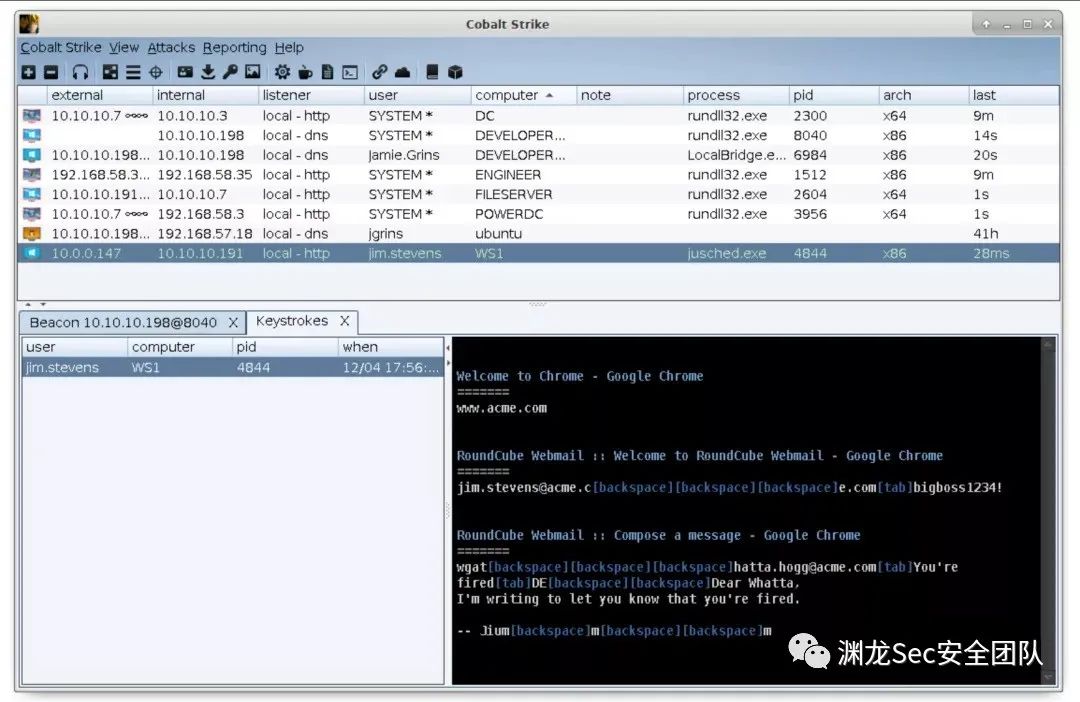 Cobalt Strike
Cobalt Strike View Attacks Reporting Help
external internal listener user computer note process pid arch last
10.10.10.7 10.10.10.3 local - http SYSTEM * DC rundll32.exe 2300 x64 9m
10.10.10.198 local - dns SYSTEM * DEVELOPER... rundll32.exe 8040 x86 14s
10.10.10.198... 10.10.10.198 local - dns Jamie.Grins DEVELOPER... LocalBridge.e... 6984 x86 20s
192.168.58.3... 192.168.58.35 local - http SYSTEM * ENGINEER rundll32.exe 1512 x86 9m
10.10.10.191... 10.10.10.7 local - http SYSTEM * FILESERVER rundll32.exe 2604 x64 1s
10.10.10.7 192.168.58.3 local - http SYSTEM * POWERDC rundll32.exe 3956 x64 1s
10.10.10.198... 192.168.57.18 local - dns jgrins ubuntu 41h
10.0.0.147 10.10.10.191 local - http jim.stevens WS1 jusched.exe 4844 x86 28ms
Beacon 10.10.10.198@8040 X Keystrokes X
user computer pid when
jim.stevens WS1 4844 12/04 17:56:...
Welcome to Chrome - Google Chrome
=======
www.acme.com
RoundCube Webmail :: Welcome to RoundCube Webmail - Google Chrome
=======
jim.stevens@acme.c[backspace][backspace][backspace]e.com[tab]bigboss1234!
RoundCube Webmail :: Compose a message - Google Chrome
=======
wgat[backspace][backspace][backspace]hatta.hogg@acme.com[tab]You're
fired[tab]DE[backspace][backspace]Dear Whatta,
I'm writing to let you know that you're fired.
-- Jium[backspace]m[backspace][backspace]m
渊龙Sec安全团队